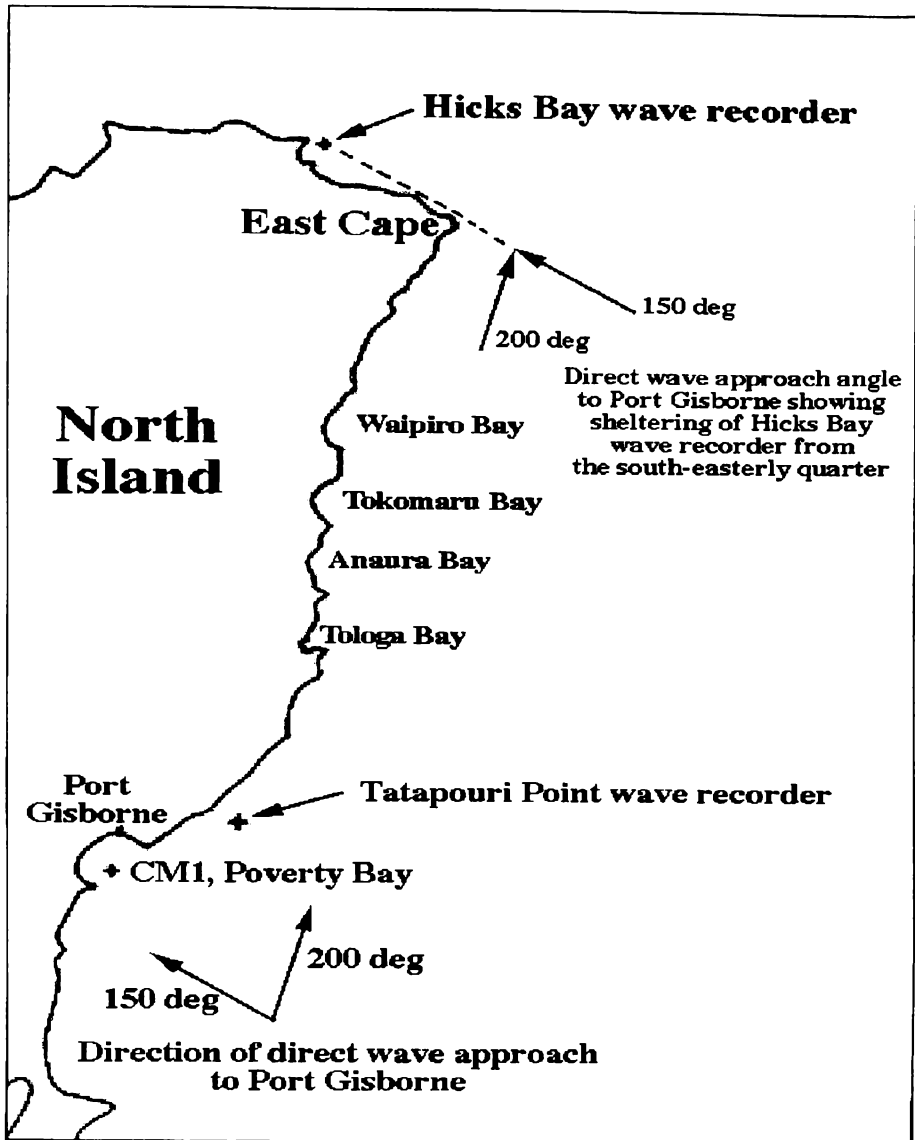 Hicks Bay wave recorder
East Cape
150 deg
200 deg
Direct wave approach angle
to Port Gisborne showing
sheltering of Hicks Bay
wave recorder from
the south-easterly quarter
North
Island
Waipiro Bay
Tokomaru Bay
Anaura Bay
Tologa Bay
Port
Gisborne
Tatapouri Point wave recorder
CM1, Poverty Bay
200 deg
150 deg
Direction of direct wave approach
to Port Gisborne